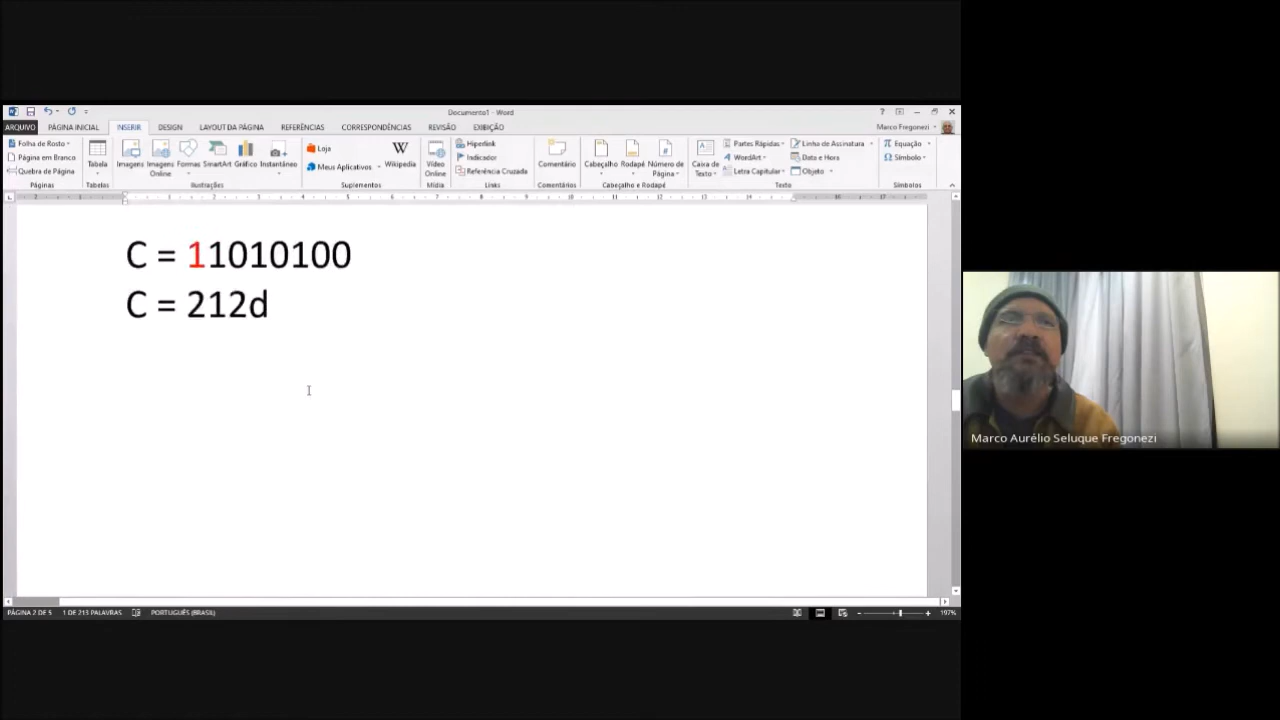 Documento1 - Word
ARQUIVO PÁGINA INICIAL INSERIR DESIGN LAYOUT DA PÁGINA REFERÊNCIAS CORRESPONDÊNCIAS REVISÃO EXIBIÇÃO Marco Fregonezi
Folha de Rosto
Página em Branco
Quebra de Página
Páginas
Tabela
Tabelas
Imagens
Imagens Online
Formas
SmartArt
Gráfico
Instantâneo
Ilustrações
Loja
Meus Aplicativos
Wikipedia
Suplementos
Vídeo Online
Mídia
Hiperlink
Indicador
Referência Cruzada
Links
Comentário
Comentários
Cabeçalho
Rodapé
Número de Página
Cabeçalho e Rodapé
Caixa de Texto
Partes Rápidas
WordArt
Letra Capitular
Linha de Assinatura
Data e Hora
Objeto
Texto
Equação
Símbolo
Símbolos
C = 11010100
C = 212d
Marco Aurélio Seluque Fregonezi
PÁGINA 2 DE 5 1 DE 213 PALAVRAS PORTUGUÊS (BRASIL) 197%